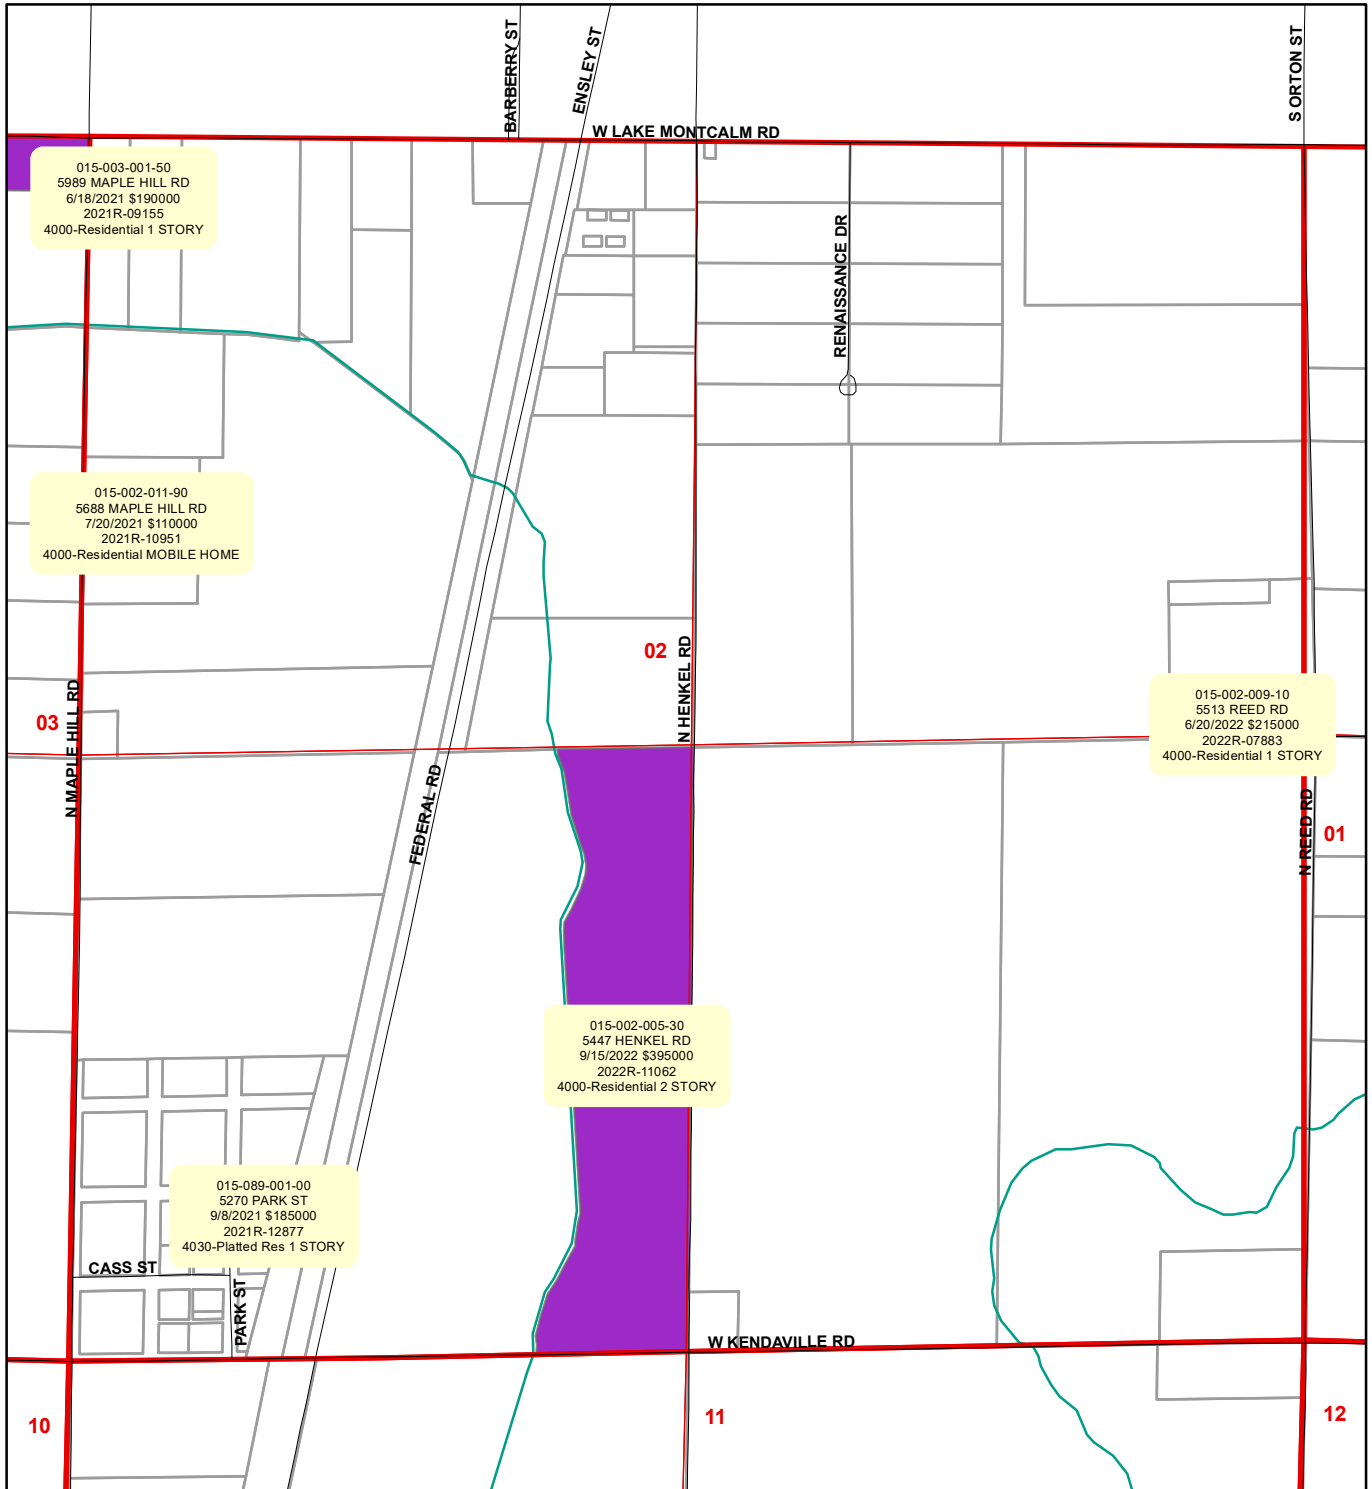 BARBERRY ST
ENSLEY ST
S ORTON ST
W LAKE MONTCALM RD
015-003-001-50
5989 MAPLE HILL RD
6/18/2021 $190000
2021R-09155
4000-Residential 1 STORY
RENAISSANCE DR
015-002-011-90
5688 MAPLE HILL RD
7/20/2021 $110000
2021R-10951
4000-Residential MOBILE HOME
02
N HENKEL RD
03
N MAPLE HILL RD
015-002-009-10
5513 REED RD
6/20/2022 $215000
2022R-07883
4000-Residential 1 STORY
FEDERAL RD
N REED RD
01
015-002-005-30
5447 HENKEL RD
9/15/2022 $395000
2022R-11062
4000-Residential 2 STORY
015-089-001-00
5270 PARK ST
9/8/2021 $185000
2021R-12877
4030-Platted Res 1 STORY
CASS ST
PARK ST
W KENDAVILLE RD
10
11
12